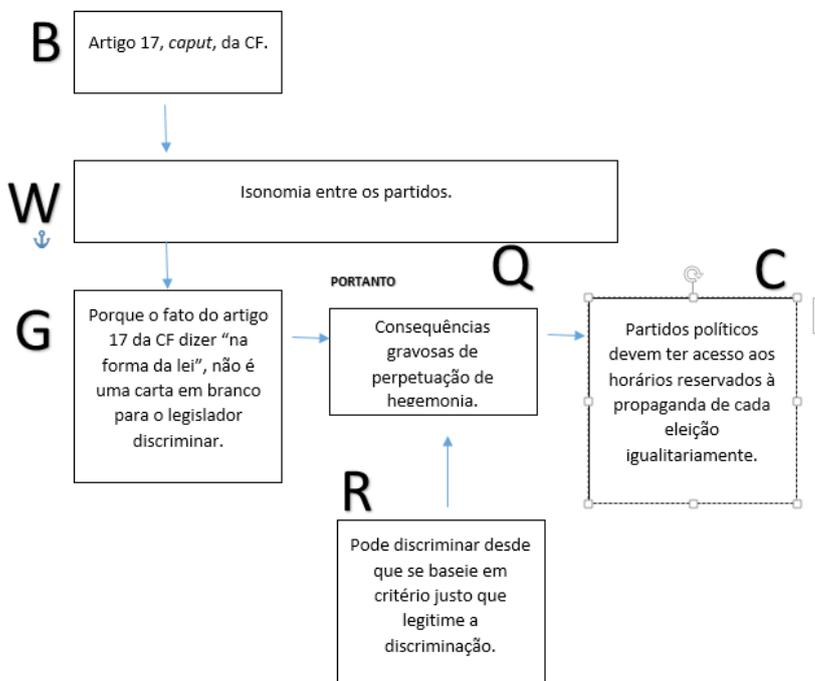 B
Artigo 17, caput, da CF.
W
Isonomia entre os partidos.
G
Porque o fato do artigo
17 da CF dizer “na
forma da lei”, não é
uma carta em branco
para o legislador
discriminar.
PORTANTO
Q
Consequências
gravosas de
perpetuação de
hegemonia.
C
Partidos políticos
devem ter acesso aos
horários reservados à
propaganda de cada
eleição
igualitariamente.
R
Pode discriminar desde
que se baseie em
critério justo que
legitime a
discriminação.